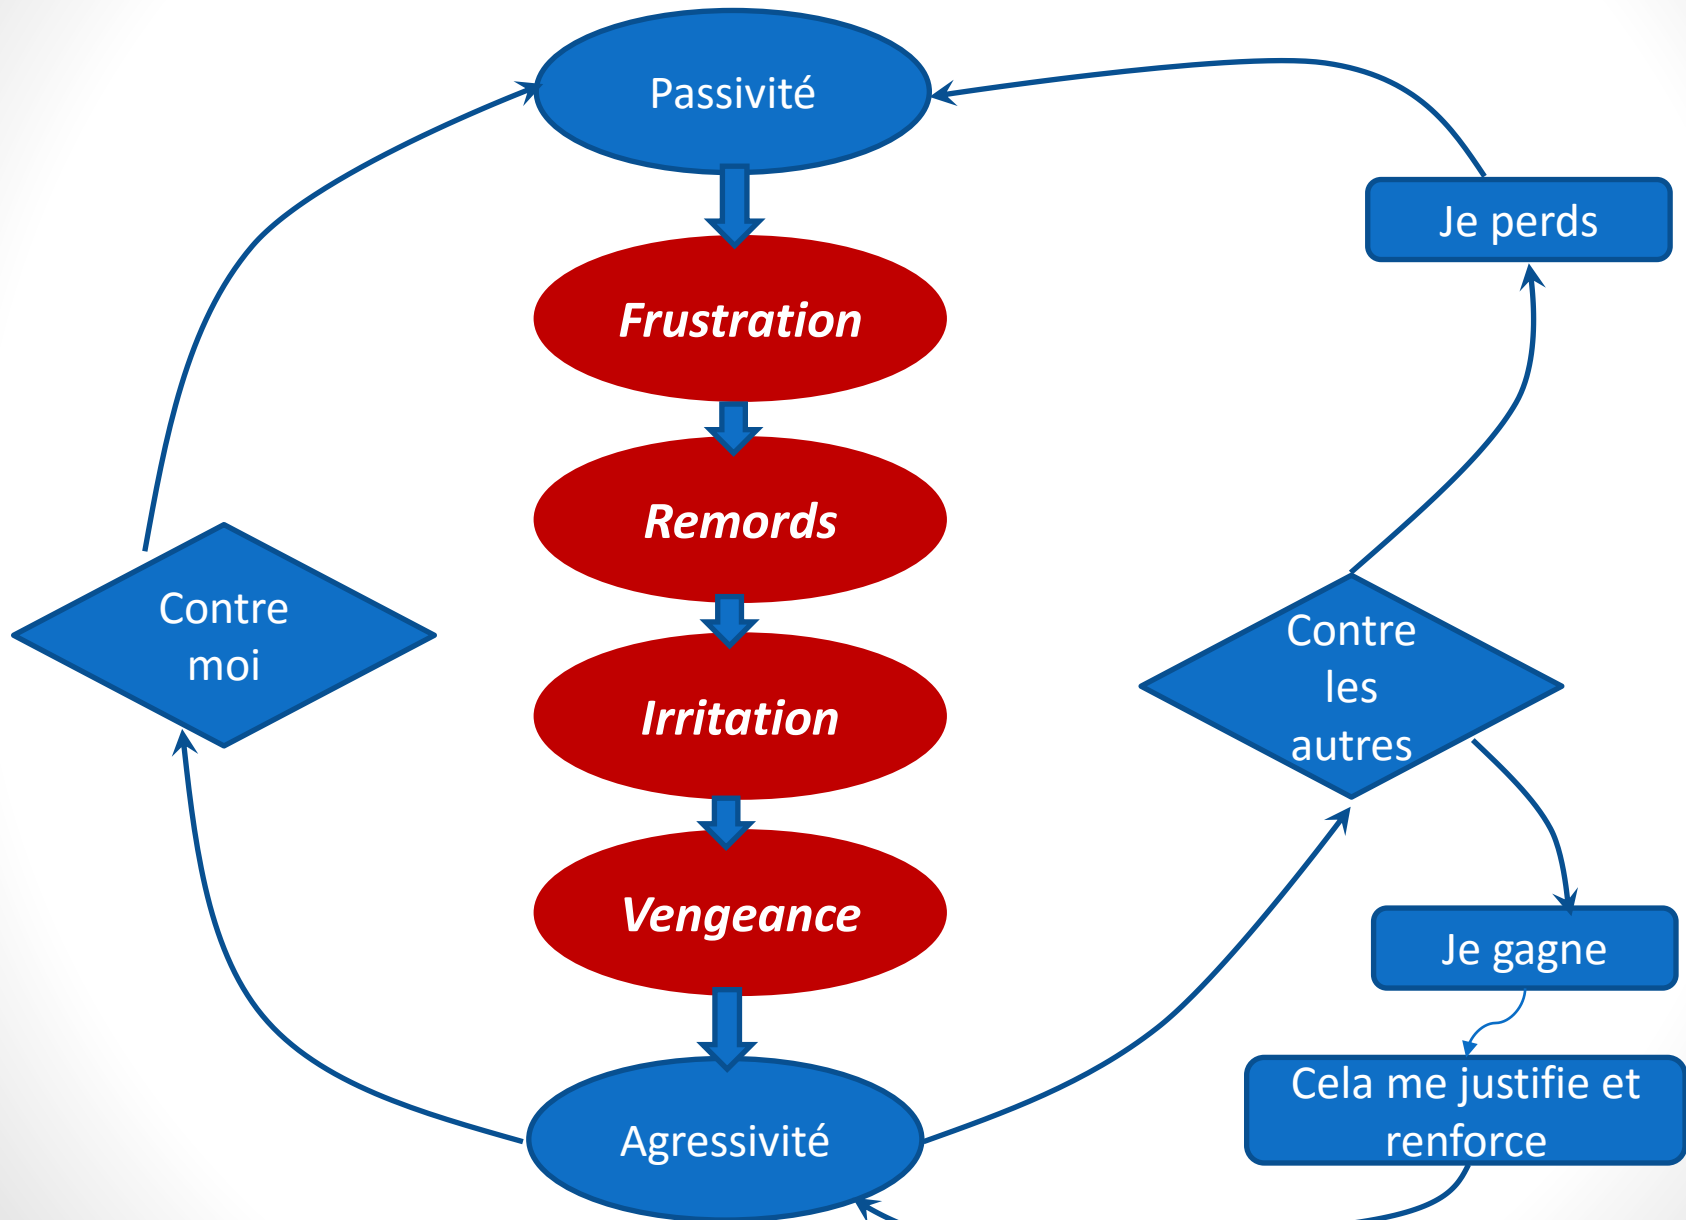 Passivité
Je perds
Frustration
Remords
Contre
moi
Contre
les
autres
Irritation
Vengeance
Je gagne
Cela me justifie et
renforce
Agressivité